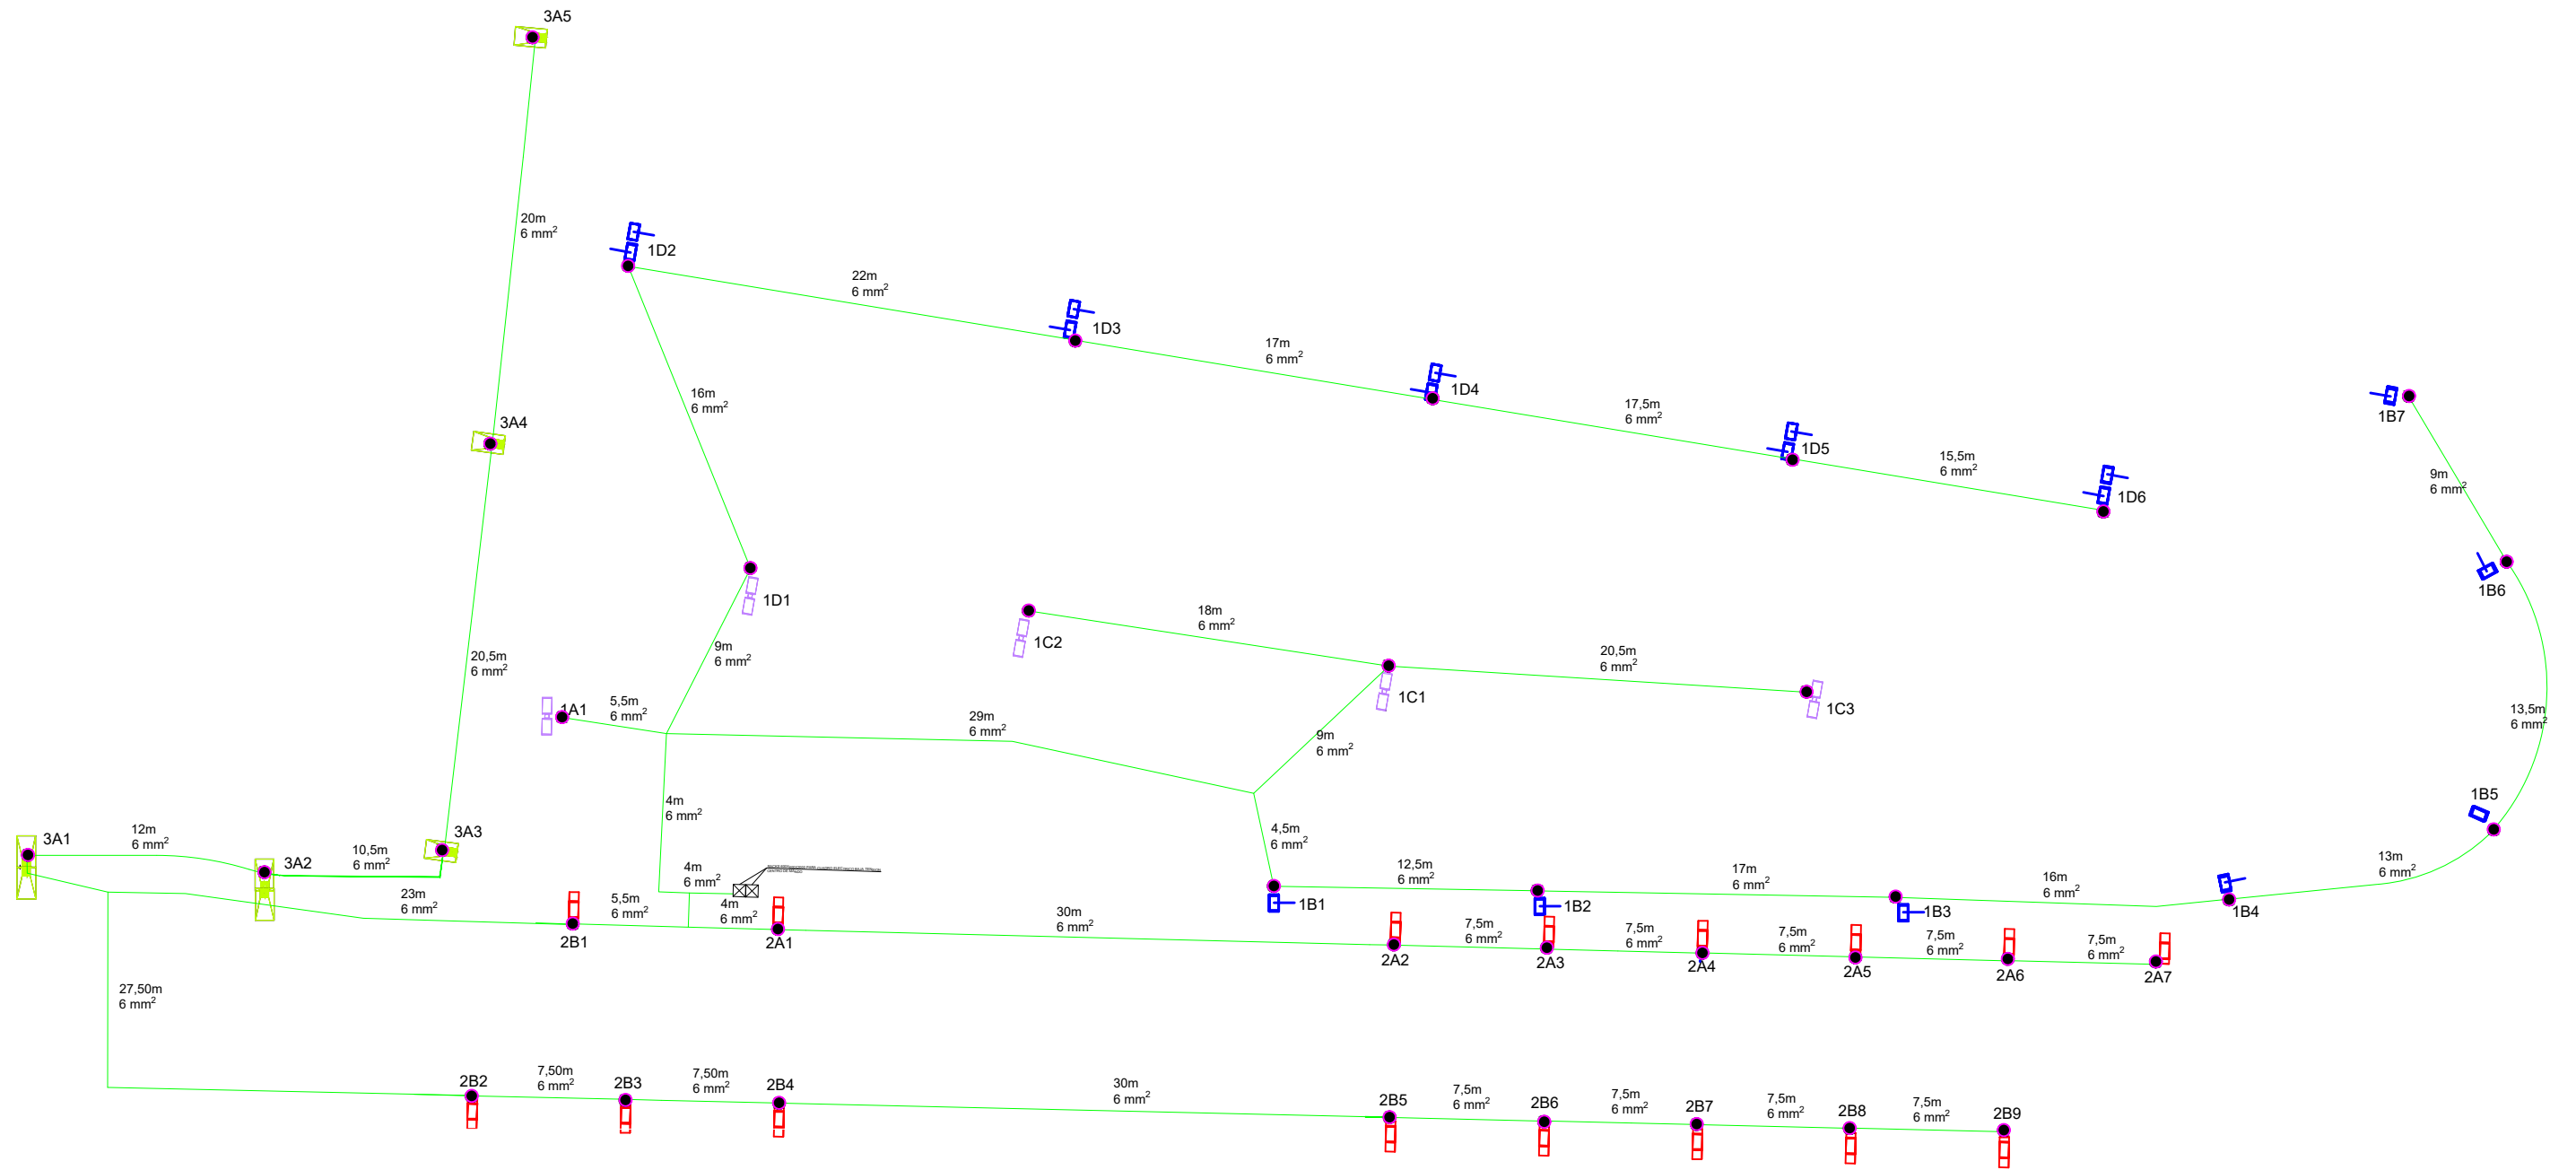 3A5
20m
6 mm²
1D2
22m
6 mm²
1D3
17m
6 mm²
1D4
17,5m
6 mm²
1D5
15,5m
6 mm²
1D6
1B7
9m
6 mm²
1B6
16m
6 mm²
3A4
1D1
18m
6 mm²
1C2
9m
6 mm²
20,5m
6 mm²
20,5m
6 mm²
1C1
1C3
1A1
5,5m
6 mm²
29m
6 mm²
9m
6 mm²
13,5m
6 mm²
1B5
4m
6 mm²
3A1
12m
6 mm²
3A2
10,5m
6 mm²
3A3
4,5m
6 mm²
4m
6 mm²
12,5m
6 mm²
17m
6 mm²
16m
6 mm²
13m
6 mm²
23m
6 mm²
5,5m
6 mm²
4m
6 mm²
1B1
1B2
1B3
1B4
2B1
2A1
30m
6 mm²
2A2
7,5m
6 mm²
2A3
7,5m
6 mm²
2A4
7,5m
6 mm²
2A5
7,5m
6 mm²
2A6
7,5m
6 mm²
2A7
27,50m
6 mm²
2B2
7,50m
6 mm²
2B3
7,50m
6 mm²
2B4
30m
6 mm²
2B5
7,5m
6 mm²
2B6
7,5m
6 mm²
2B7
7,5m
6 mm²
2B8
7,5m
6 mm²
2B9